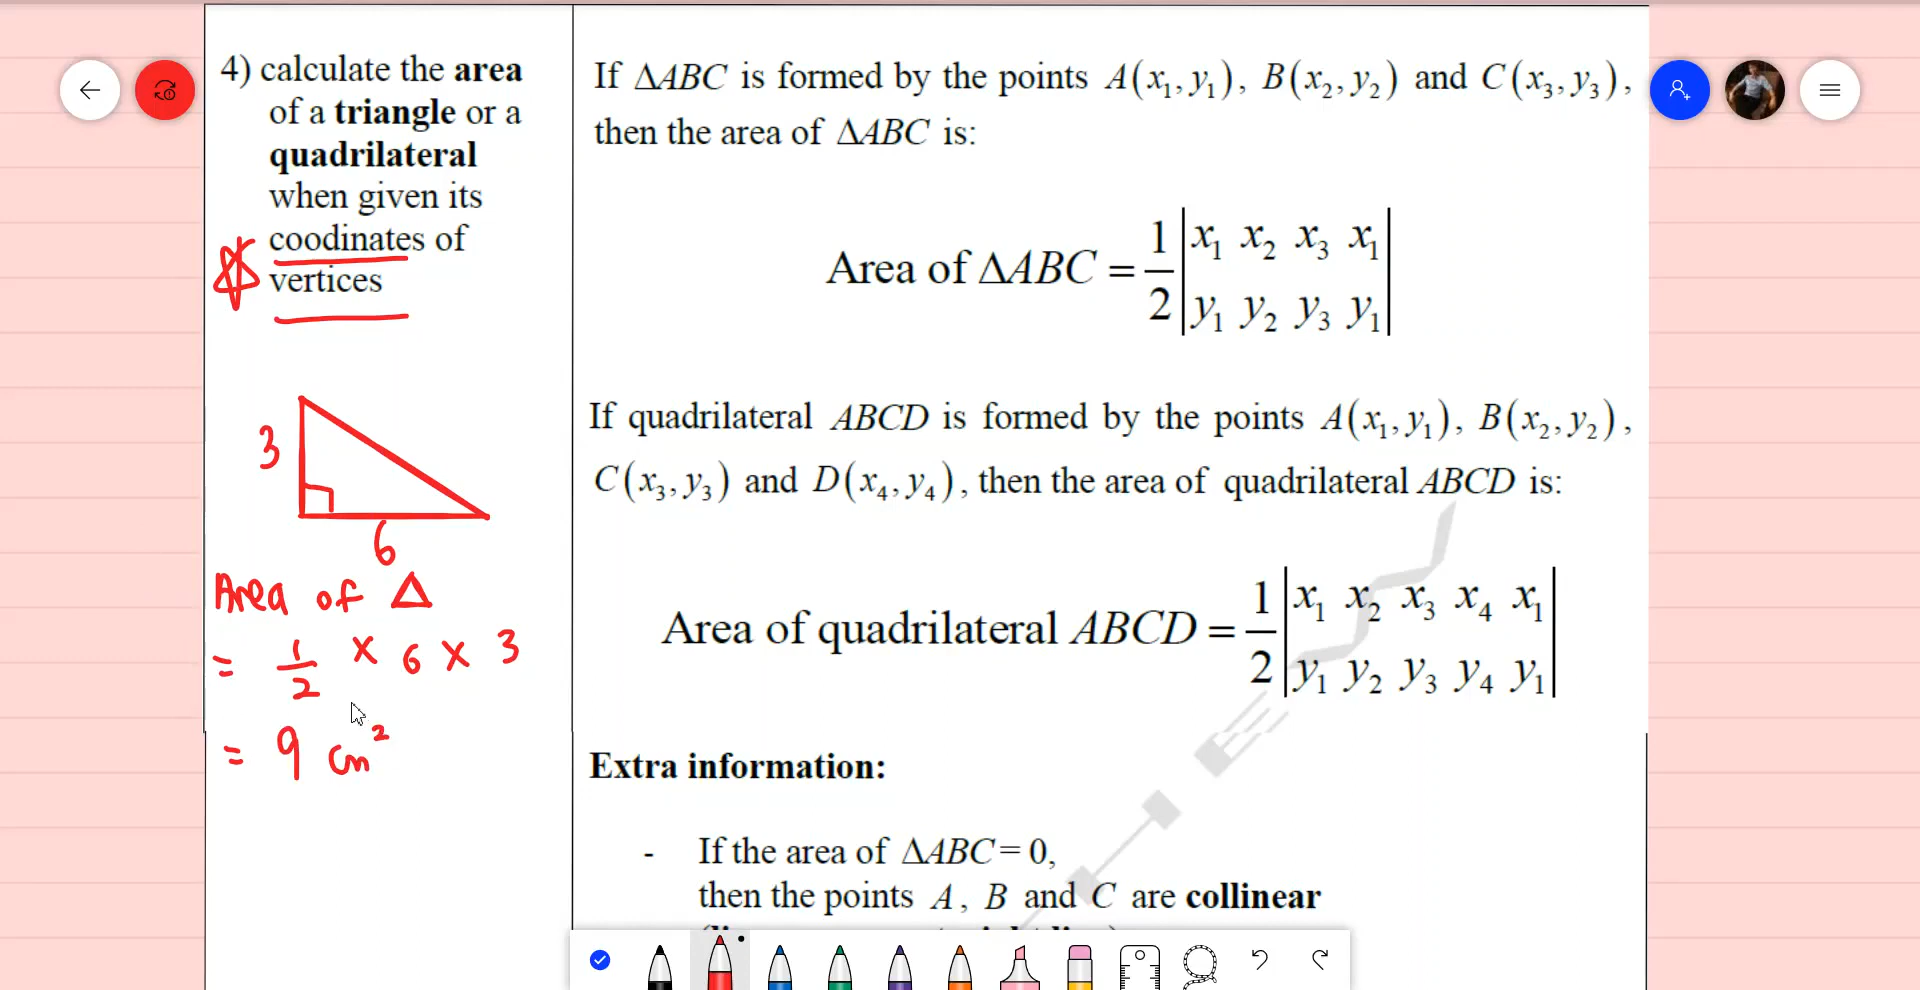 4) calculate the area
of a triangle or a
quadrilateral
when given its
coodinates of
vertices
3
6
Area of Δ
= 1/2 × 6 × 3
= 9 cm²
If ΔABC is formed by the points A(x₁, y₁), B(x₂, y₂) and C(x₃, y₃),
then the area of ΔABC is:
Area of ΔABC = 1/2 |x₁ x₂ x₃ x₁|
|y₁ y₂ y₃ y₁|
If quadrilateral ABCD is formed by the points A(x₁, y₁), B(x₂, y₂),
C(x₃, y₃) and D(x₄, y₄), then the area of quadrilateral ABCD is:
Area of quadrilateral ABCD = 1/2 |x₁ x₂ x₃ x₄ x₁|
|y₁ y₂ y₃ y₄ y₁|
Extra information:
- If the area of ΔABC = 0,
then the points A, B and C are collinear